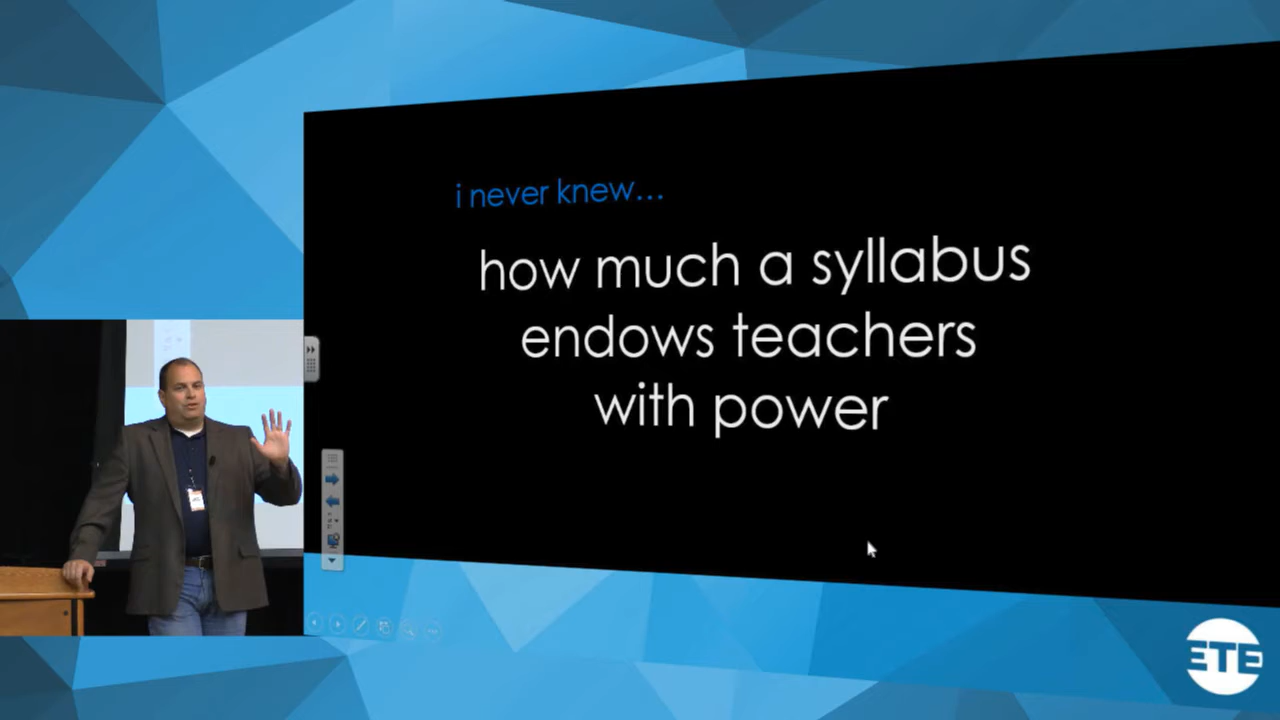 i never knew…
how much a syllabus
endows teachers
with power
ETE